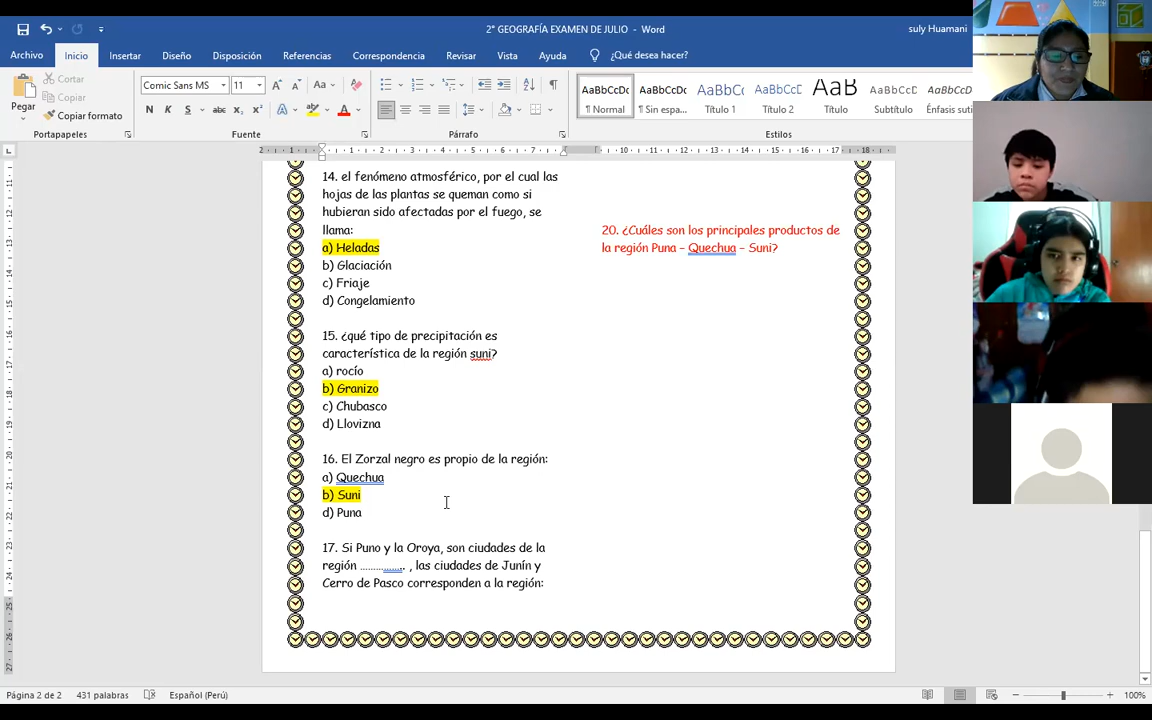 2° GEOGRAFÍA EXAMEN DE JULIO - Word
suly Huamani
Archivo
Inicio
Insertar
Diseño
Disposición
Referencias
Correspondencia
Revisar
Vista
Ayuda
¿Qué desea hacer?
Pegar
Cortar
Copiar
Copiar formato
Portapapeles
Comic Sans MS
11
N K S abc x₂ x²
Fuente
Párrafo
AaBbCcDc
¶ Normal
AaBbCcDc
¶ Sin espa...
AaBbCc
Título 1
AaBbCcD
Título 2
AaB
Título
AaBbCcD
Subtítulo
AaBbCcDc
Énfasis suti
Estilos
14. el fenómeno atmosférico, por el cual las
hojas de las plantas se queman como si
hubieran sido afectadas por el fuego, se
llama:
a) Heladas
b) Glaciación
c) Friaje
d) Congelamiento
15. ¿qué tipo de precipitación es
característica de la región suni?
a) rocío
b) Granizo
c) Chubasco
d) Llovizna
16. El Zorzal negro es propio de la región:
a) Quechua
b) Suni
d) Puna
17. Si Puno y la Oroya, son ciudades de la
región ................. , las ciudades de Junín y
Cerro de Pasco corresponden a la región:
20. ¿Cuáles son los principales productos de
la región Puna – Quechua – Suni?
Página 2 de 2
431 palabras
Español (Perú)
100%